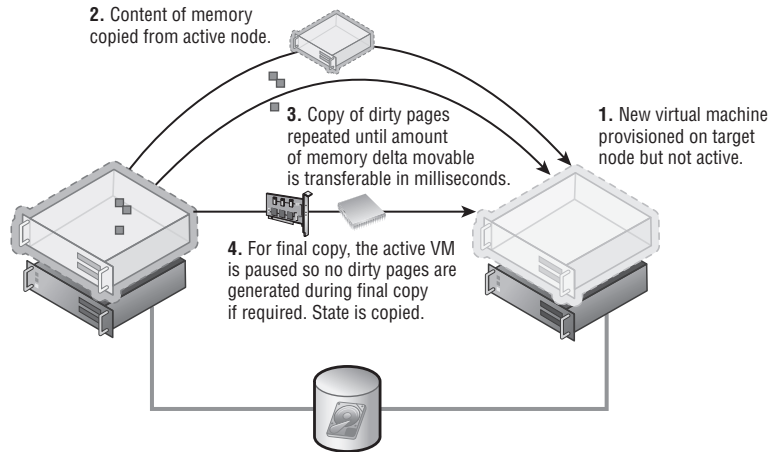 2. Content of memory
copied from active node.
3. Copy of dirty pages
repeated until amount
of memory delta movable
is transferable in milliseconds.
1. New virtual machine
provisioned on target
node but not active.
4. For final copy, the active VM
is paused so no dirty pages are
generated during final copy
if required. State is copied.